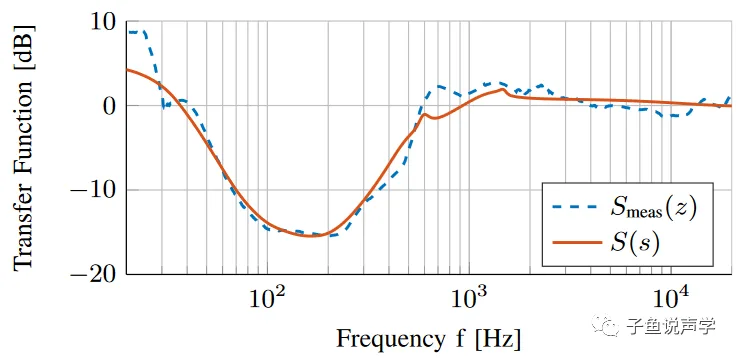 10
0
−10
−20
Transfer Function [dB]
S_meas(z)
S(s)
10^2
10^3
10^4
Frequency f [Hz]
子鱼说声学